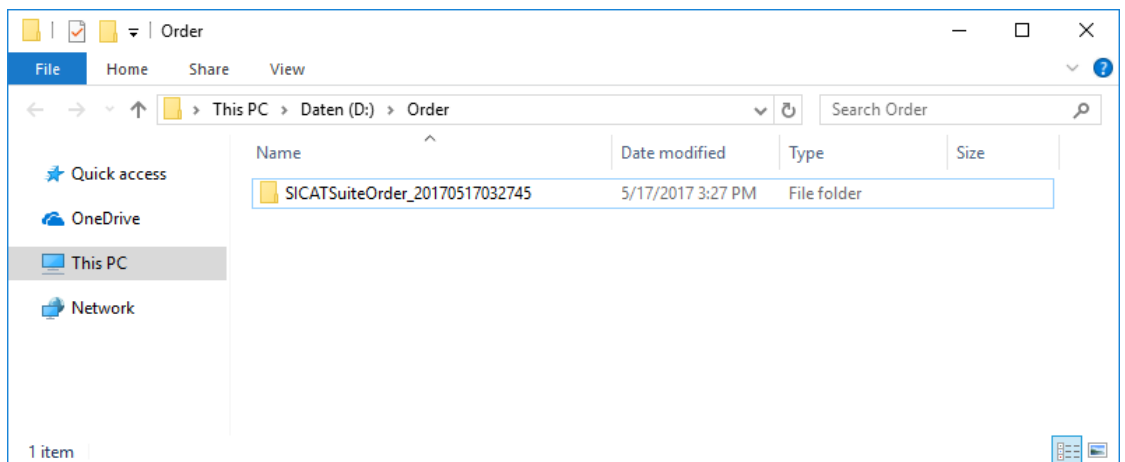 Order
File Home Share View
This PC > Daten (D:) > Order Search Order
Name Date modified Type Size
Quick access
SICATSuiteOrder_20170517032745 5/17/2017 3:27 PM File folder
OneDrive
This PC
Network
1 item